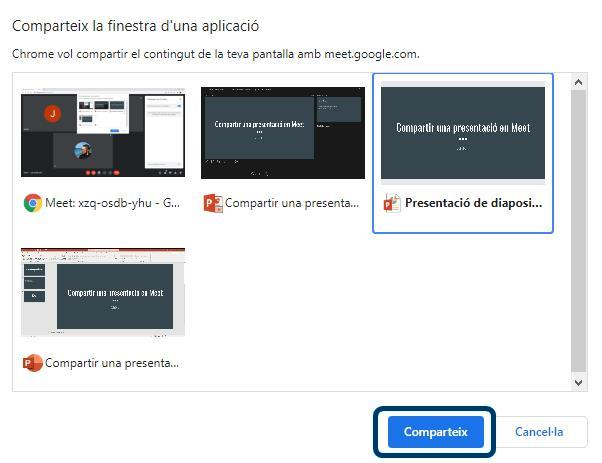 Comparteix la finestra d'una aplicació
Chrome vol compartir el contingut de la teva pantalla amb meet.google.com.
J
Compartir una presentació en Meet
Compartir una presentació en Meet
Meet: xzq-osdb-yhu - G...
Compartir una presenta...
Presentació de diaposi...
Compartir una presentació en Meet
Compartir una presenta...
Comparteix
Cancel·la